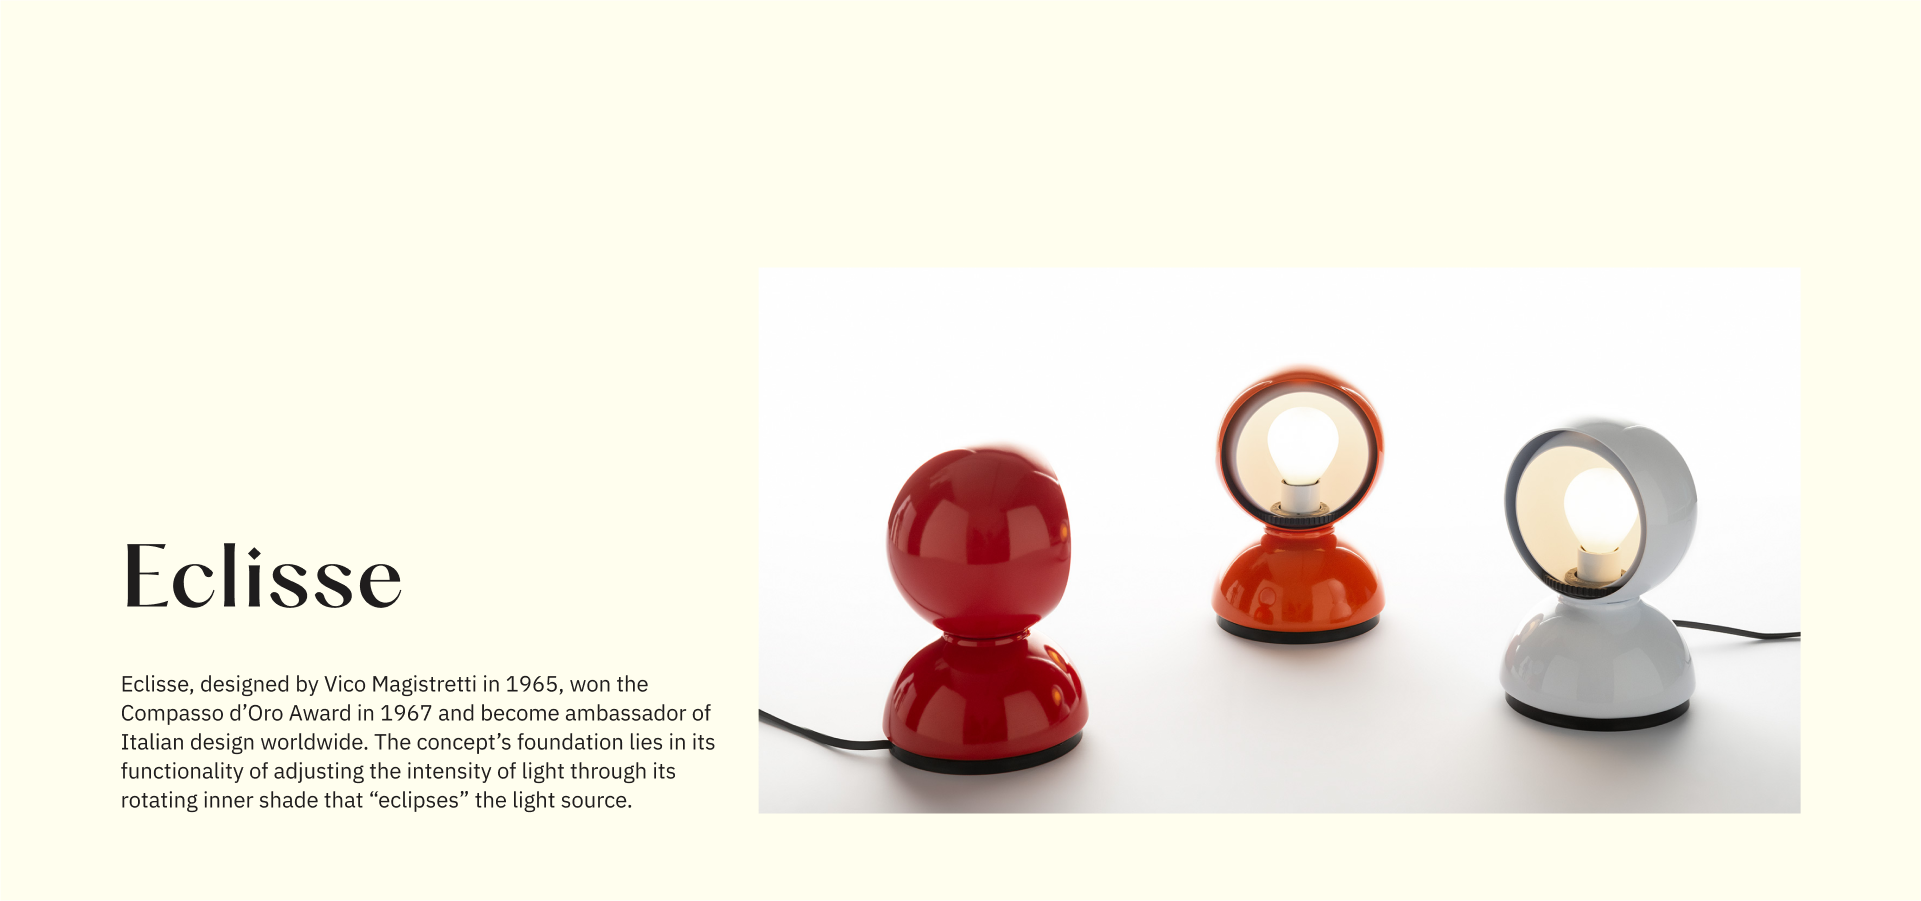 Eclisse
Eclisse, designed by Vico Magistretti in 1965, won the
Compasso d’Oro Award in 1967 and become ambassador of
Italian design worldwide. The concept’s foundation lies in its
functionality of adjusting the intensity of light through its
rotating inner shade that “eclipses” the light source.